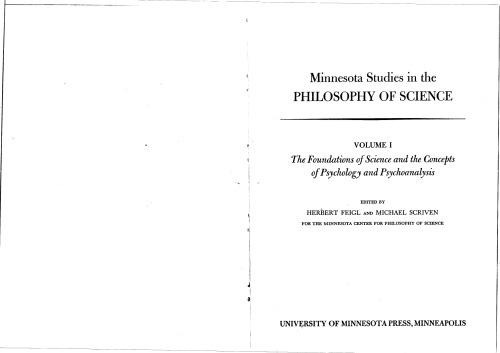 Minnesota Studies in the
PHILOSOPHY OF SCIENCE
VOLUME I
The Foundations of Science and the Concepts
of Psychology and Psychoanalysis
EDITED BY
HERBERT FEIGL AND MICHAEL SCRIVEN
FOR THE MINNESOTA CENTER FOR PHILOSOPHY OF SCIENCE
UNIVERSITY OF MINNESOTA PRESS, MINNEAPOLIS